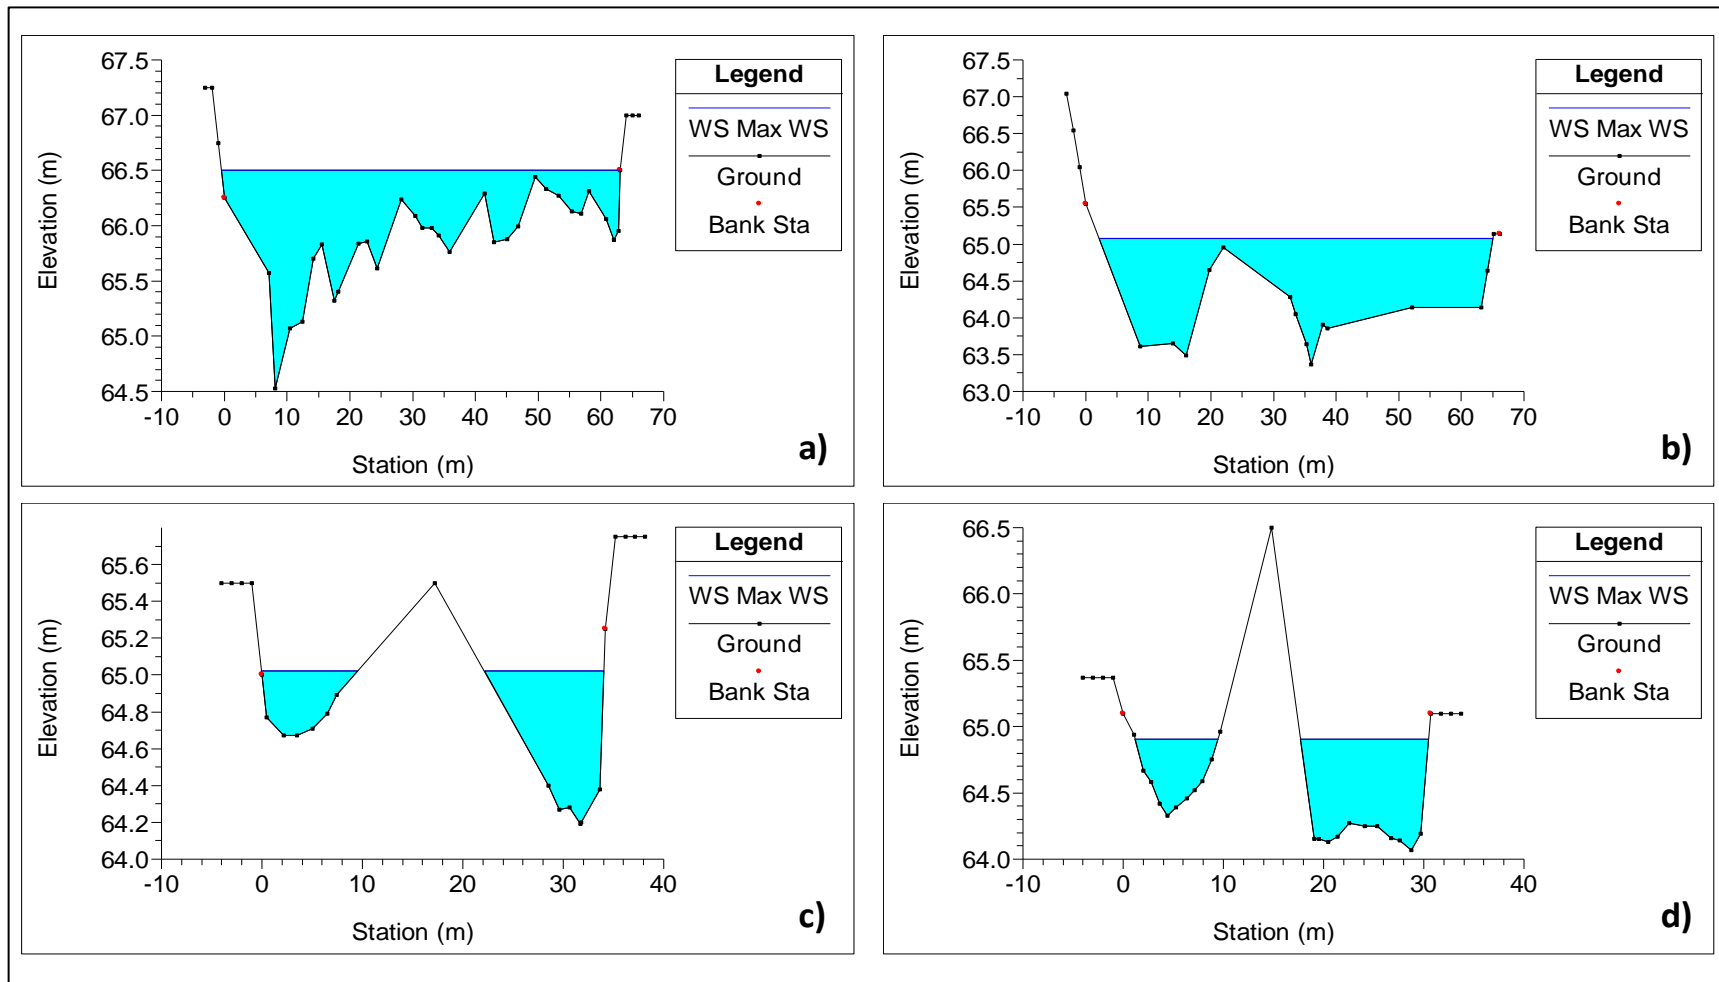 67.5
67.0
66.5
66.0
65.5
65.0
64.5
-10 0 10 20 30 40 50 60 70
Elevation (m)
Station (m)
Legend
WS Max WS
Ground
Bank Sta
a)
67.5
67.0
66.5
66.0
65.5
65.0
64.5
64.0
63.5
63.0
-10 0 10 20 30 40 50 60 70
Elevation (m)
Station (m)
Legend
WS Max WS
Ground
Bank Sta
b)
65.6
65.4
65.2
65.0
64.8
64.6
64.4
64.2
64.0
-10 0 10 20 30 40
Elevation (m)
Station (m)
Legend
WS Max WS
Ground
Bank Sta
c)
66.5
66.0
65.5
65.0
64.5
64.0
-10 0 10 20 30 40
Elevation (m)
Station (m)
Legend
WS Max WS
Ground
Bank Sta
d)